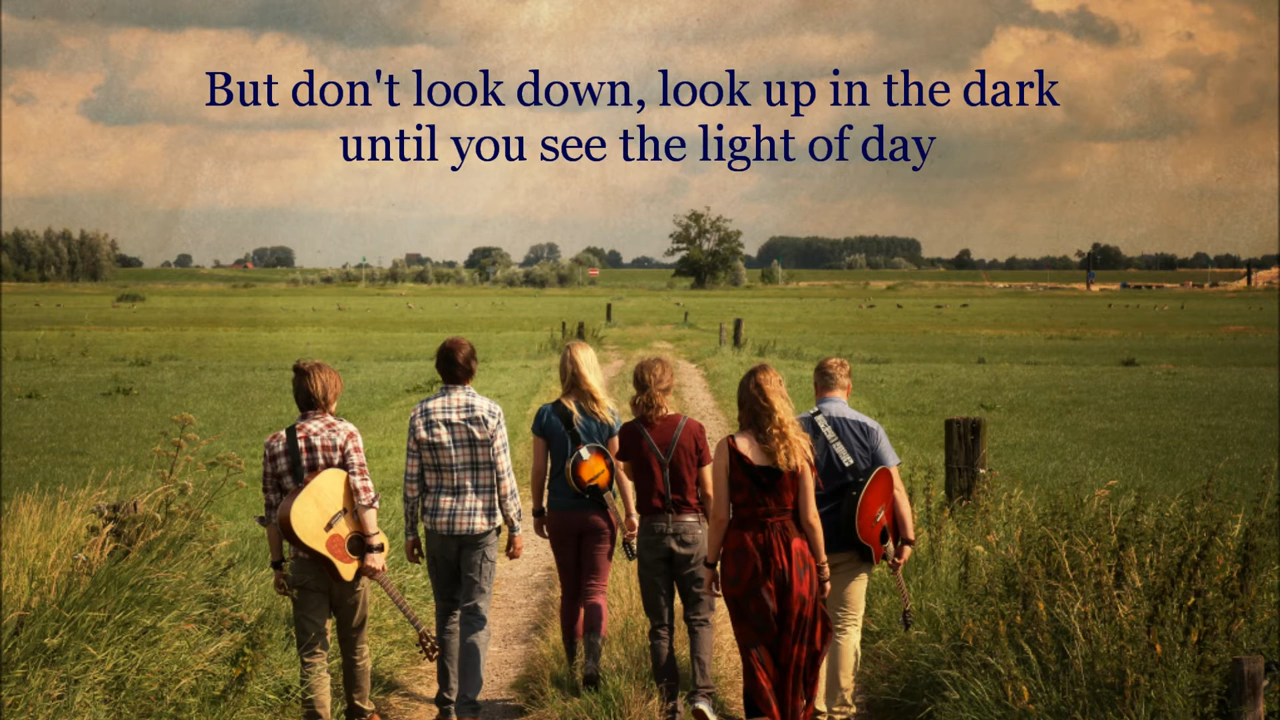 But don't look down, look up in the dark
until you see the light of day